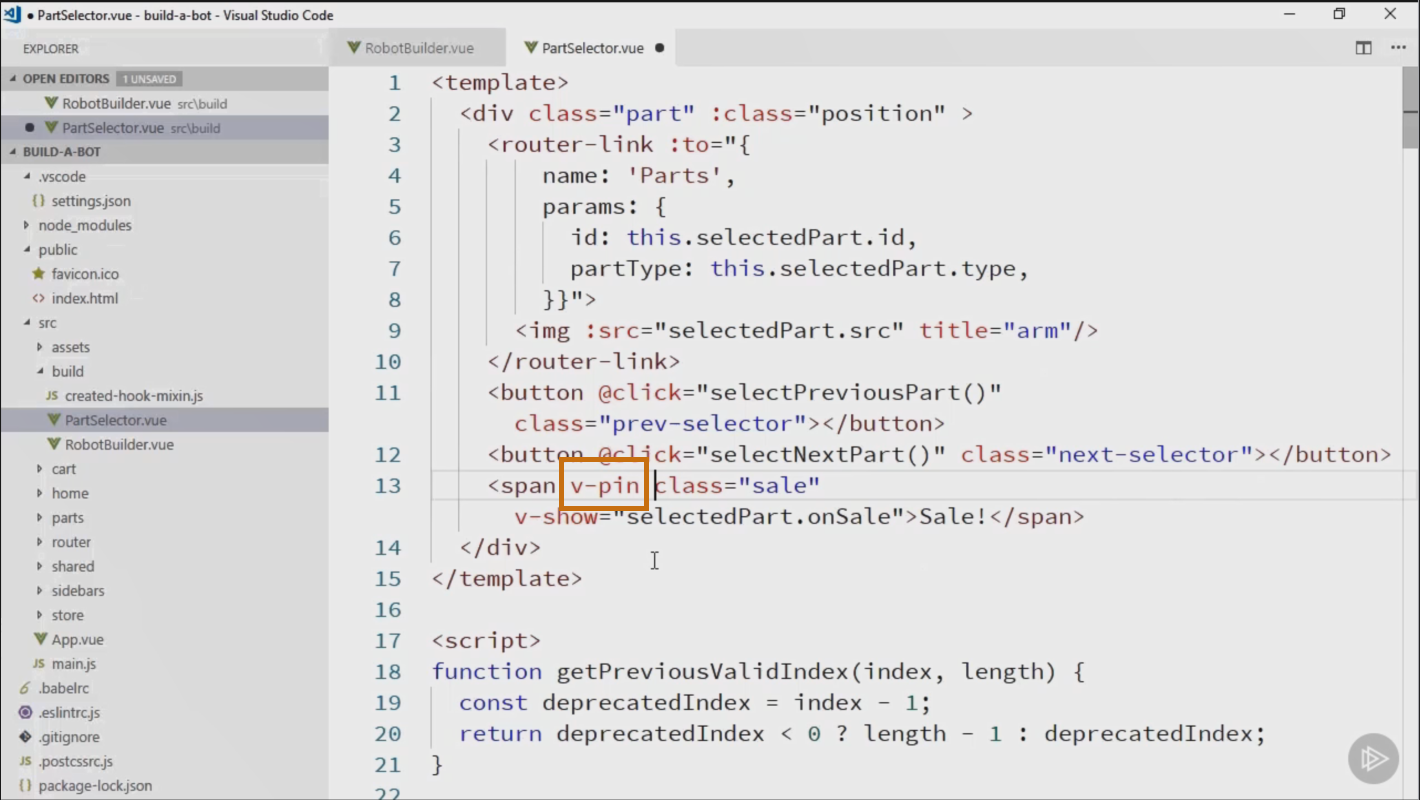 PartSelector.vue - build-a-bot - Visual Studio Code
EXPLORER
RobotBuilder.vue
PartSelector.vue
OPEN EDITORS 1 UNSAVED
RobotBuilder.vue src\build
PartSelector.vue src\build
BUILD-A-BOT
.vscode
{} settings.json
node_modules
public
favicon.ico
<> index.html
src
assets
build
JS created-hook-mixin.js
PartSelector.vue
RobotBuilder.vue
cart
home
parts
router
shared
sidebars
store
App.vue
JS main.js
6 .babelrc
.eslintrc.js
.gitignore
JS .postcssrc.js
{} package-lock.json
1 <template>
2 <div class="part" :class="position" >
3 <router-link :to="{
4 name: 'Parts',
5 params: {
6 id: this.selectedPart.id,
7 partType: this.selectedPart.type,
8 }}">
9 <img :src="selectedPart.src" title="arm"/>
10 </router-link>
11 <button @click="selectPreviousPart()"
class="prev-selector"></button>
12 <button @click="selectNextPart()" class="next-selector"></button>
13 <span v-pin class="sale"
v-show="selectedPart.onSale">Sale!</span>
14 </div>
15 </template>
16
17 <script>
18 function getPreviousValidIndex(index, length) {
19 const deprecatedIndex = index - 1;
20 return deprecatedIndex < 0 ? length - 1 : deprecatedIndex;
21 }
22